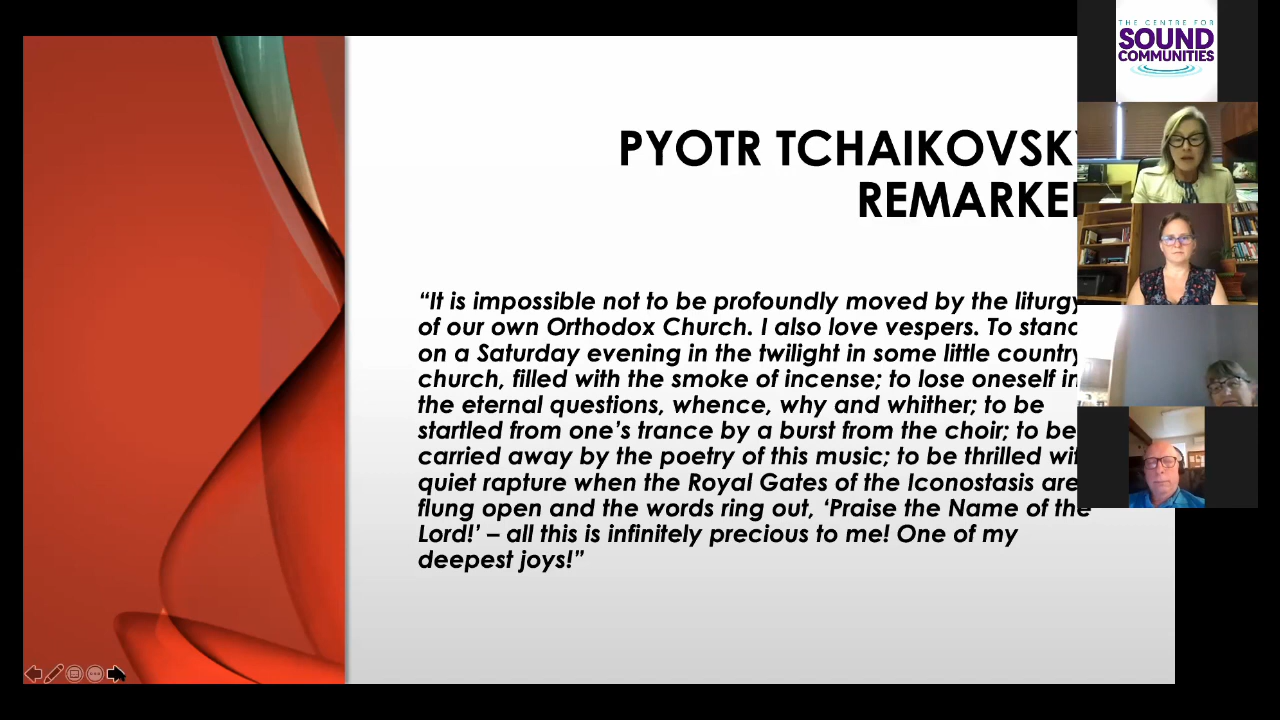 THE CENTRE FOR
SOUND
COMMUNITIES
PYOTR TCHAIKOVSKY
REMARKED
“It is impossible not to be profoundly moved by the liturgy
of our own Orthodox Church. I also love vespers. To stand
on a Saturday evening in the twilight in some little country
church, filled with the smoke of incense; to lose oneself in
the eternal questions, whence, why and whither; to be
startled from one’s trance by a burst from the choir; to be
carried away by the poetry of this music; to be thrilled with
quiet rapture when the Royal Gates of the Iconostasis are
flung open and the words ring out, ‘Praise the Name of the
Lord!’ – all this is infinitely precious to me! One of my
deepest joys!”